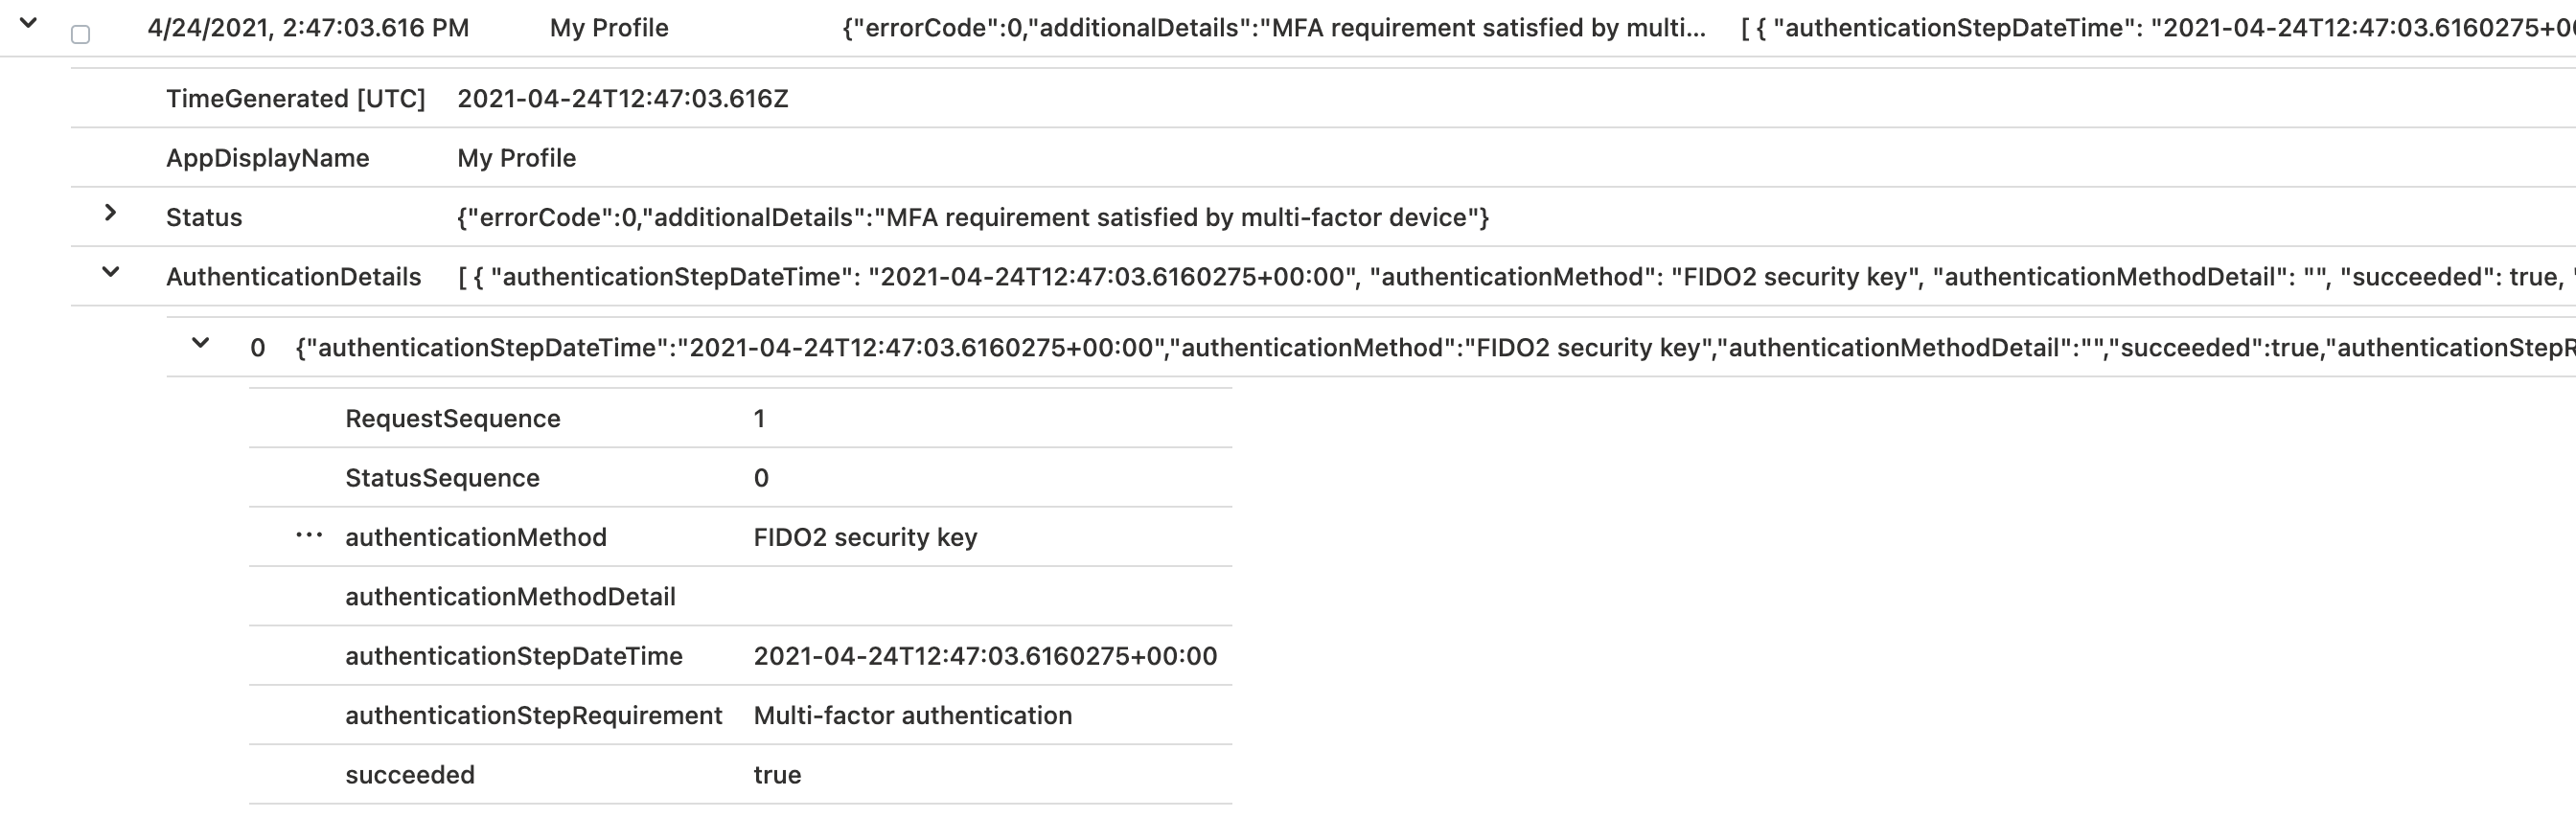 4/24/2021, 2:47:03.616 PM My Profile {"errorCode":0,"additionalDetails":"MFA requirement satisfied by multi... [ { "authenticationStepDateTime": "2021-04-24T12:47:03.6160275+0
TimeGenerated [UTC] 2021-04-24T12:47:03.616Z
AppDisplayName My Profile
Status {"errorCode":0,"additionalDetails":"MFA requirement satisfied by multi-factor device"}
AuthenticationDetails [ { "authenticationStepDateTime": "2021-04-24T12:47:03.6160275+00:00", "authenticationMethod": "FIDO2 security key", "authenticationMethodDetail": "", "succeeded": true, "
0 {"authenticationStepDateTime":"2021-04-24T12:47:03.6160275+00:00","authenticationMethod":"FIDO2 security key","authenticationMethodDetail":"","succeeded":true,"authenticationStepR
RequestSequence 1
StatusSequence 0
... authenticationMethod FIDO2 security key
authenticationMethodDetail
authenticationStepDateTime 2021-04-24T12:47:03.6160275+00:00
authenticationStepRequirement Multi-factor authentication
succeeded true